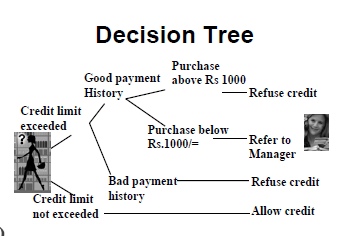 Decision Tree
Purchase
above Rs 1000
Good payment
History
Refuse credit
Credit limit
exceeded
?
Purchase below
Rs.1000/=
Refer to
Manager
Bad payment
history
Refuse credit
Credit limit
not exceeded
Allow credit
)